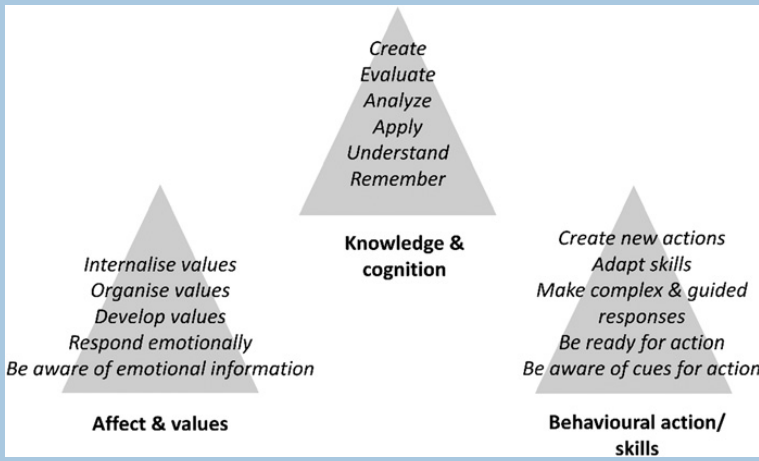 Create
Evaluate
Analyze
Apply
Understand
Remember
Knowledge &
cognition
Internalise values
Organise values
Develop values
Respond emotionally
Be aware of emotional information
Affect & values
Create new actions
Adapt skills
Make complex & guided
responses
Be ready for action
Be aware of cues for action
Behavioural action/
skills